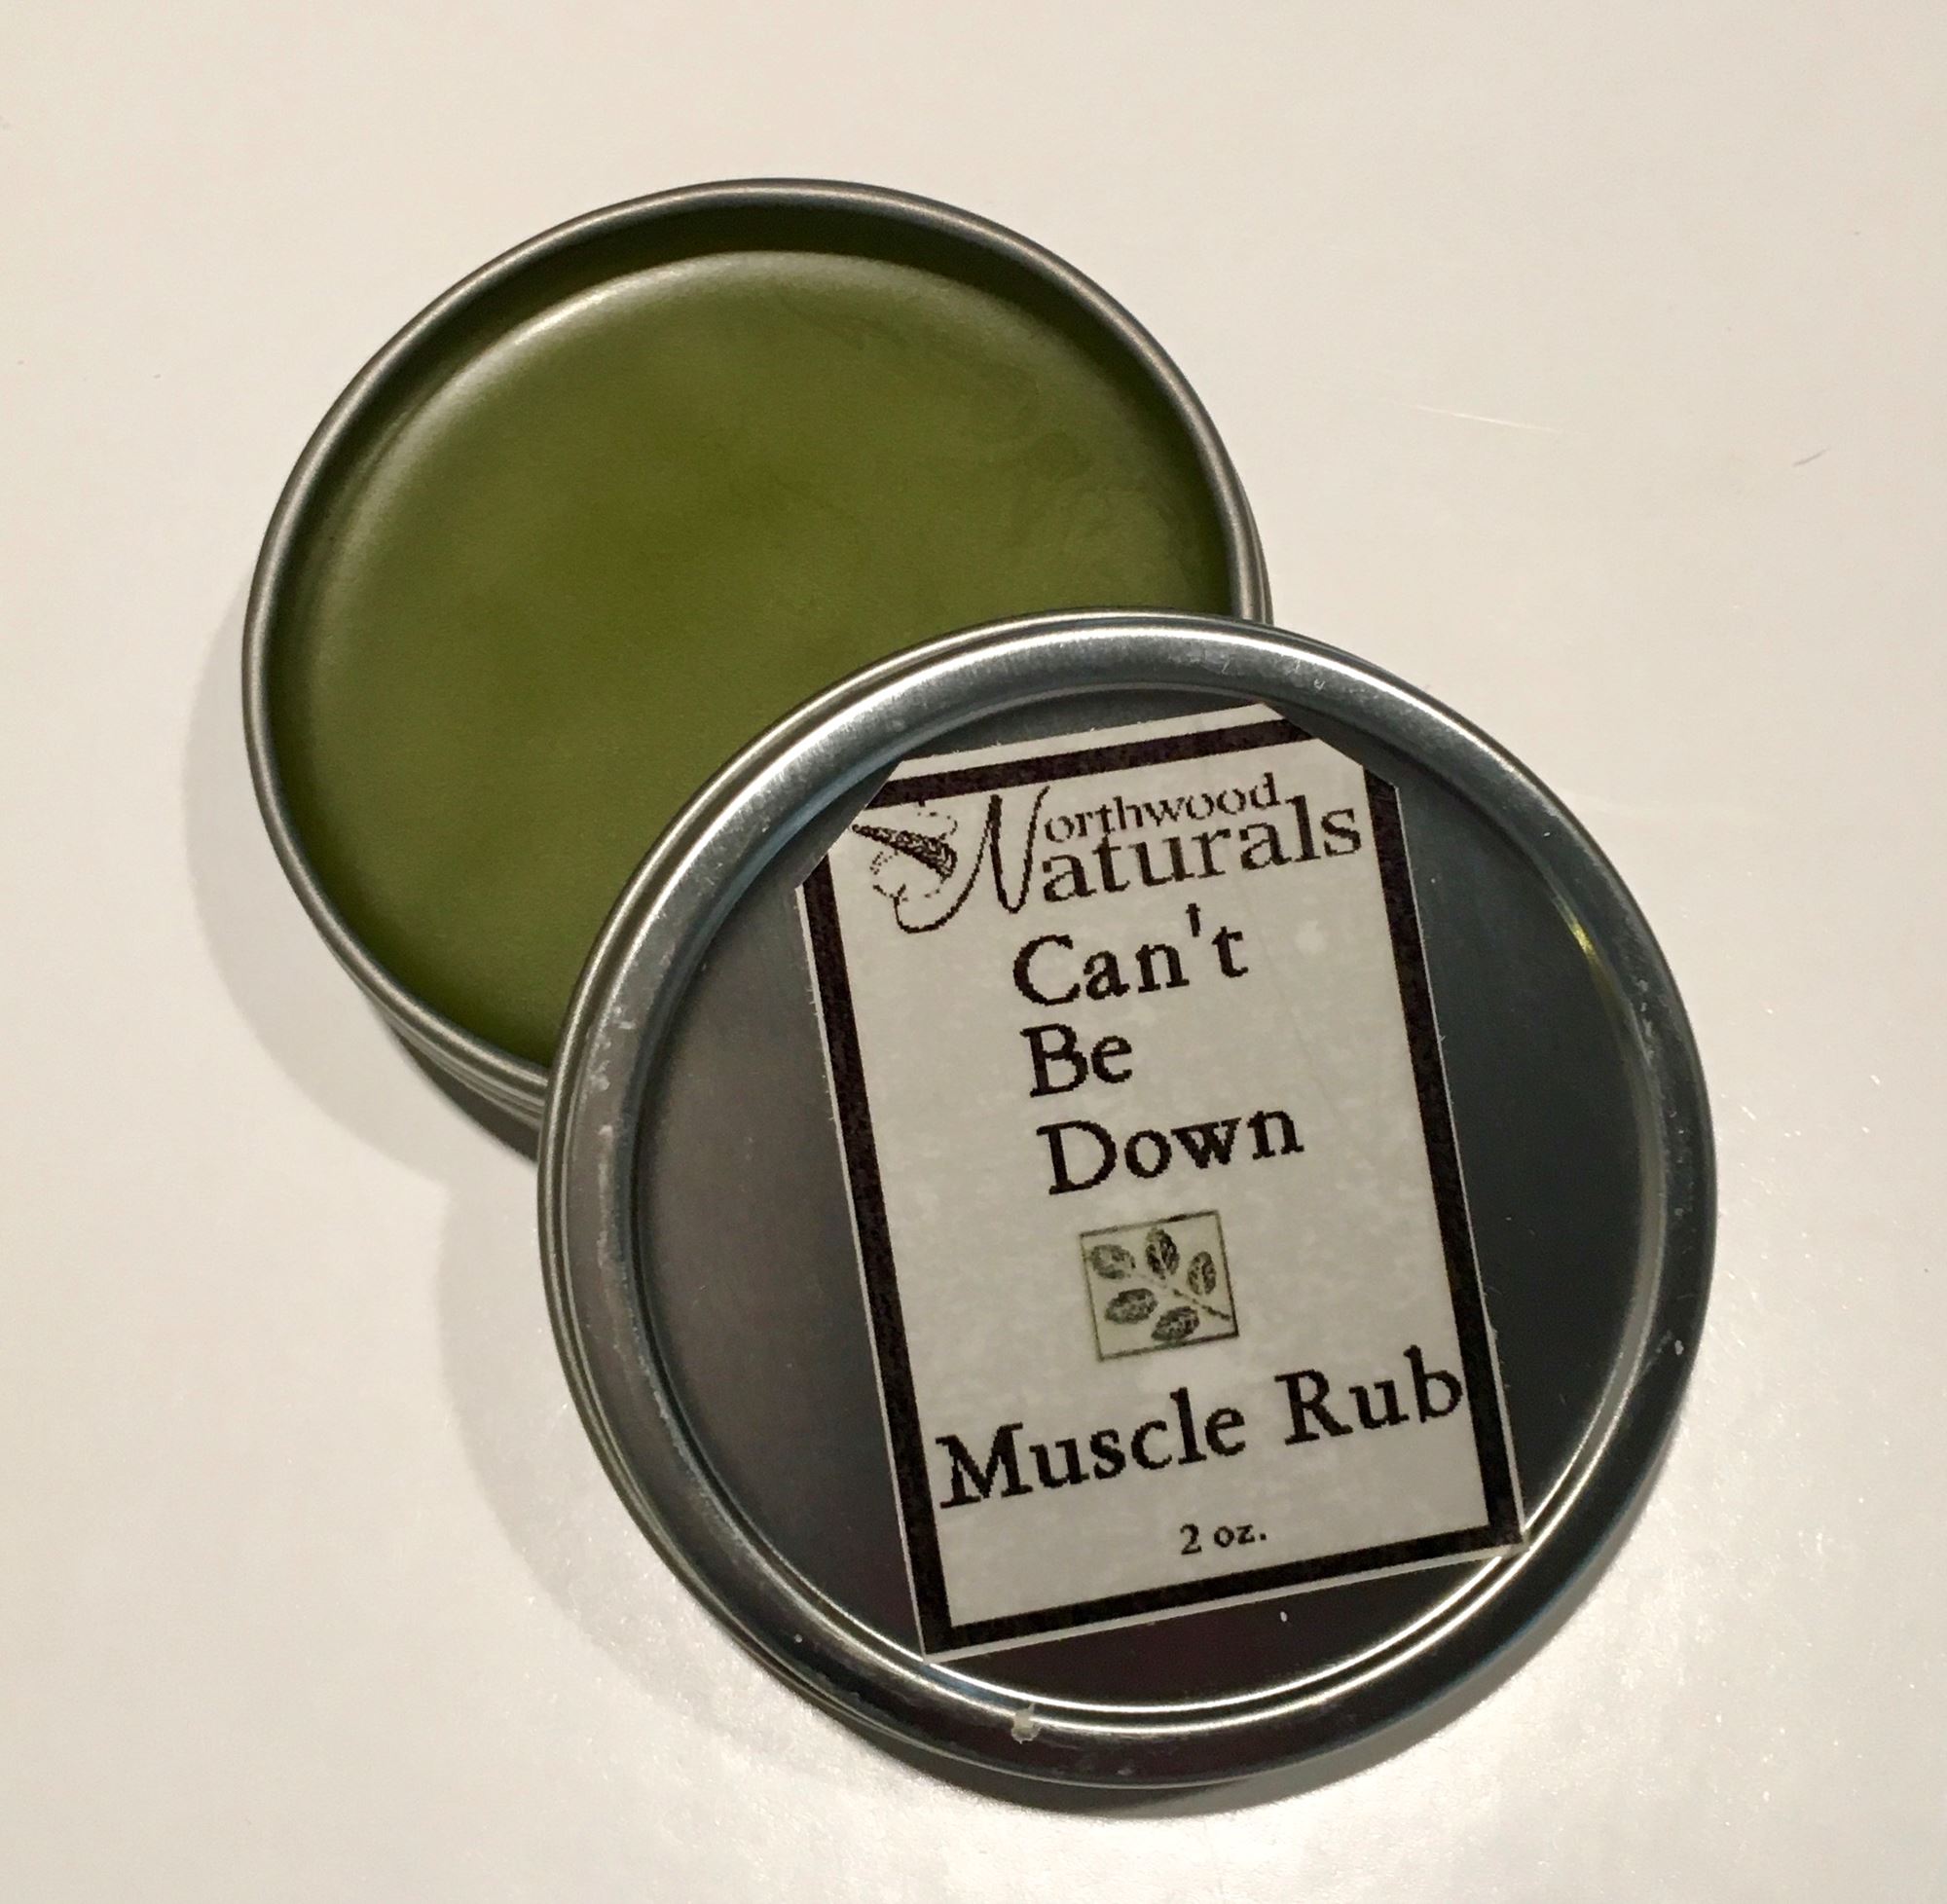 Northwood
Naturals
Can't
Be
Down
Muscle Rub
2 oz.